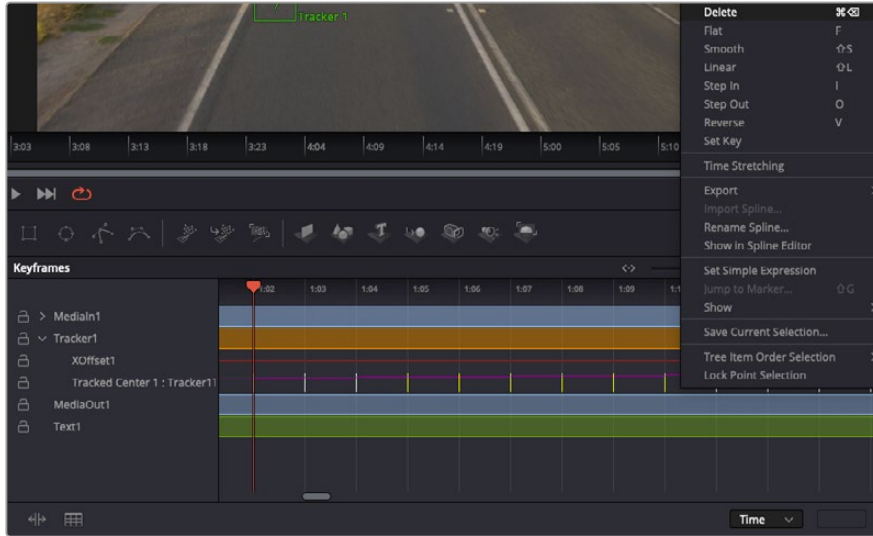 Tracker 1
Delete ⌘⌫
Flat F
Smooth ⇧S
Linear ⇧L
Step In I
Step Out O
Reverse V
Set Key
Time Stretching
Export
Import Spline...
Rename Spline...
Show in Spline Editor
Set Simple Expression
Jump to Marker... ⇧G
Show
Save Current Selection...
Tree Item Order Selection
Lock Point Selection
3:03 3:08 3:13 3:18 3:23 4:04 4:09 4:14 4:19 5:00 5:05 5:10
Keyframes
1:02 1:03 1:04 1:05 1:06 1:07 1:08 1:09
MediaIn1
Tracker1
XOffset1
Tracked Center 1 : Tracker1
MediaOut1
Text1
Time